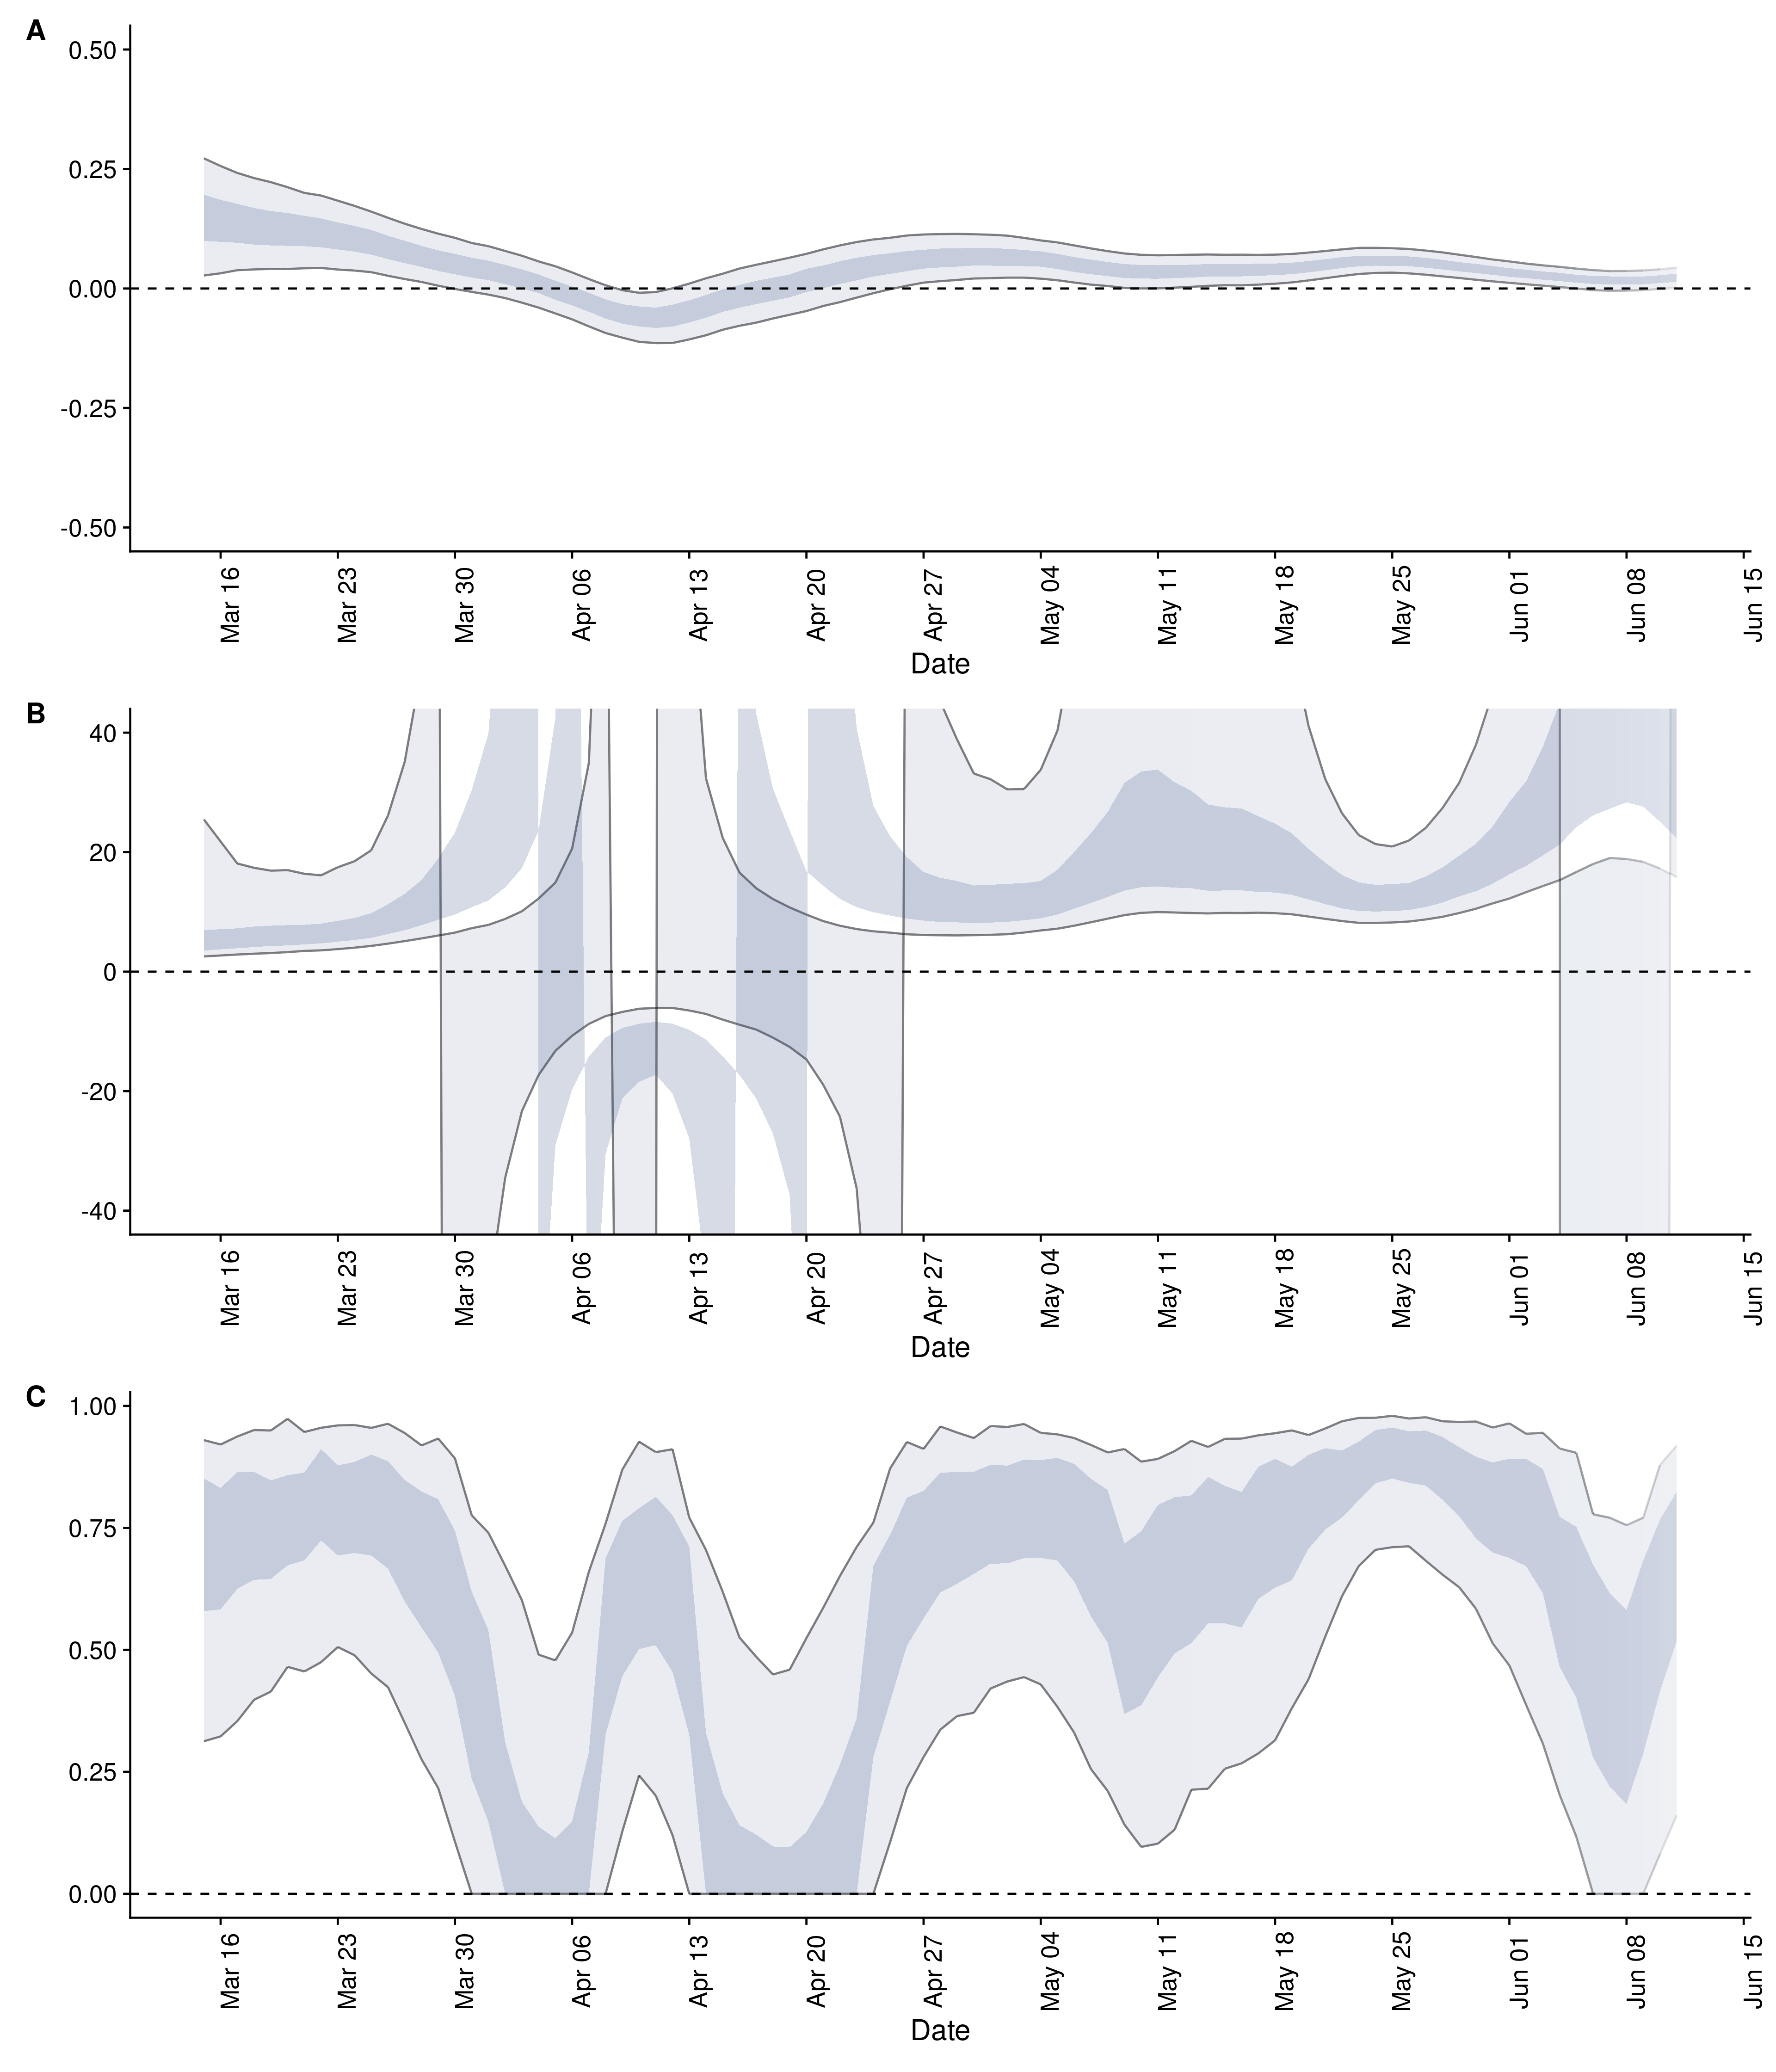 A
0.50
0.25
0.00
-0.25
-0.50
Mar 16
Mar 23
Mar 30
Apr 06
Apr 13
Apr 20
Apr 27
May 04
May 11
May 18
May 25
Jun 01
Jun 08
Jun 15
Date
B
40
20
0
-20
-40
Mar 16
Mar 23
Mar 30
Apr 06
Apr 13
Apr 20
Apr 27
May 04
May 11
May 18
May 25
Jun 01
Jun 08
Jun 15
Date
C
1.00
0.75
0.50
0.25
0.00
Mar 16
Mar 23
Mar 30
Apr 06
Apr 13
Apr 20
Apr 27
May 04
May 11
May 18
May 25
Jun 01
Jun 08
Jun 15
Date